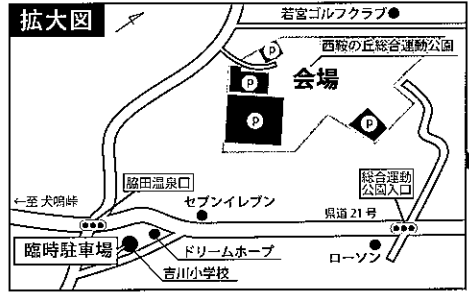 拡大図
若宮ゴルフクラブ
西鞍の丘総合運動公園
P
P
会場
P
P
脇田温泉口
総合運動
公園入口
←至 犬鳴峠
セブンイレブン
県道21号
臨時駐車場
ドリームホープ
ローソン
吉川小学校